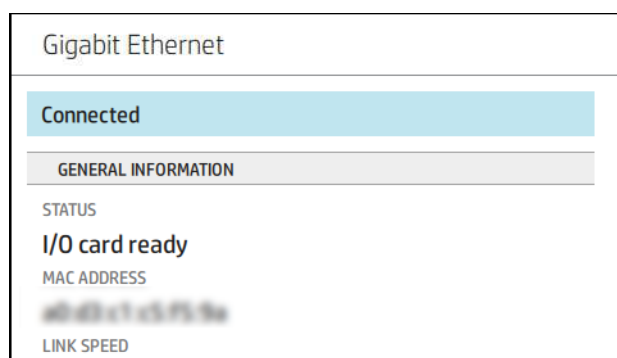 Gigabit Ethernet
Connected
GENERAL INFORMATION
STATUS
I/O card ready
MAC ADDRESS
LINK SPEED